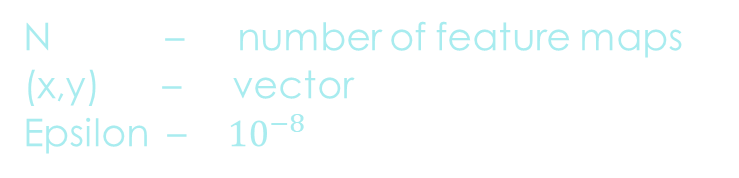 N – number of feature maps
(x,y) – vector
Epsilon – 10⁻⁸